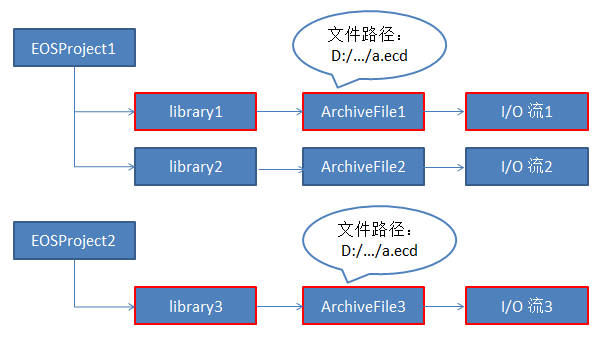 文件路径：
D:/.../a.ecd
EOSProject1
library1
ArchiveFile1
I/O 流1
library2
ArchiveFile2
I/O 流2
文件路径：
D:/.../a.ecd
EOSProject2
library3
ArchiveFile3
I/O 流3